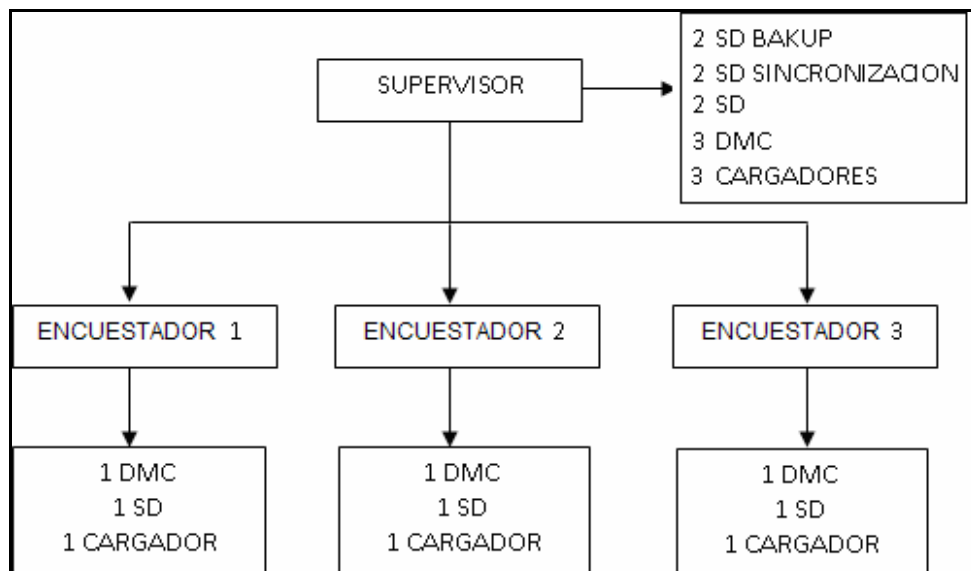 SUPERVISOR
2 SD BAKUP
2 SD SINCRONIZACION
2 SD
3 DMC
3 CARGADORES
ENCUESTADOR 1
ENCUESTADOR 2
ENCUESTADOR 3
1 DMC
1 SD
1 CARGADOR
1 DMC
1 SD
1 CARGADOR
1 DMC
1 SD
1 CARGADOR